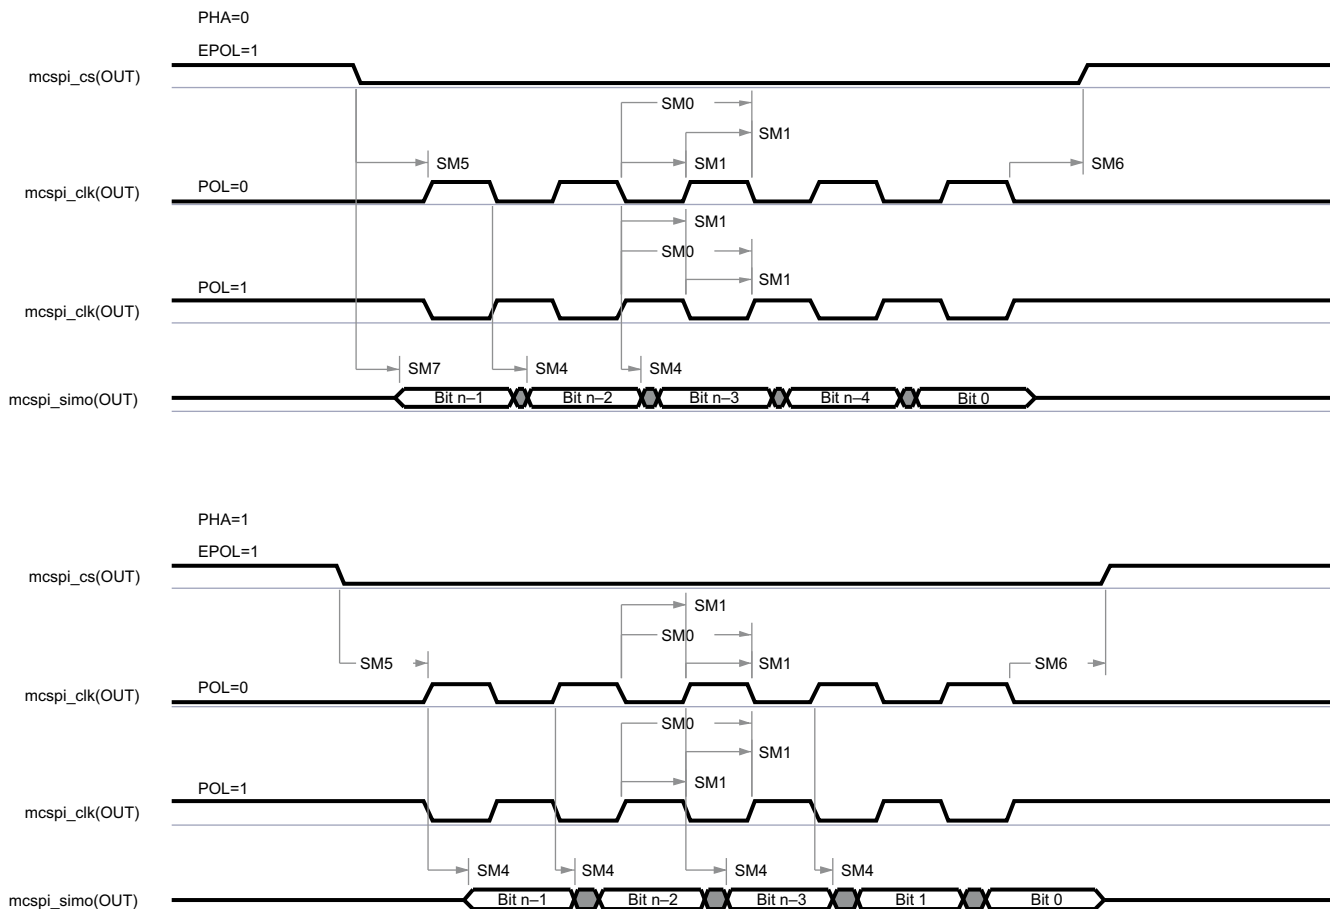 PHA=0
EPOL=1
mcspi_cs(OUT)
SM0
SM1
SM5
SM1
SM6
POL=0
mcspi_clk(OUT)
SM1
SM0
SM1
POL=1
mcspi_clk(OUT)
SM7
SM4
SM4
mcspi_simo(OUT)
Bit n–1
Bit n–2
Bit n–3
Bit n–4
Bit 0
PHA=1
EPOL=1
mcspi_cs(OUT)
SM1
SM0
SM5
SM1
SM6
POL=0
mcspi_clk(OUT)
SM0
SM1
SM1
POL=1
mcspi_clk(OUT)
SM4
SM4
SM4
SM4
mcspi_simo(OUT)
Bit n–1
Bit n–2
Bit n–3
Bit 1
Bit 0